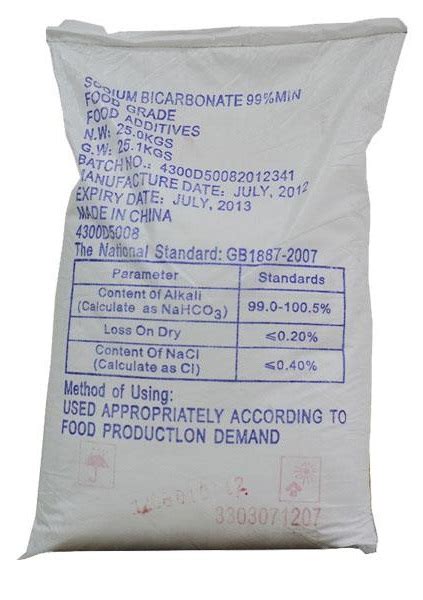 SODIUM BICARBONATE 99%MIN
FOOD GRADE
FOOD ADDITIVES
N.W: 25.0KGS
G.W: 25.1KGS
BATCH NO.: 4300D50082012341
MANUFACTURE DATE: JULY, 2012
EXPIRY DATE: JULY, 2013
MADE IN CHINA
4300D5008
The National Standard: GB1887-2007
Parameter Standards
Content of Alkali
(Calculate as NaHCO3) 99.0-100.5%
Loss On Dry ≤0.20%
Content Of NaCl
(Calculate as Cl) ≤0.40%
Method of Using:
USED APPROPRIATELY ACCORDING TO
FOOD PRODUCTLON DEMAND
3303071207